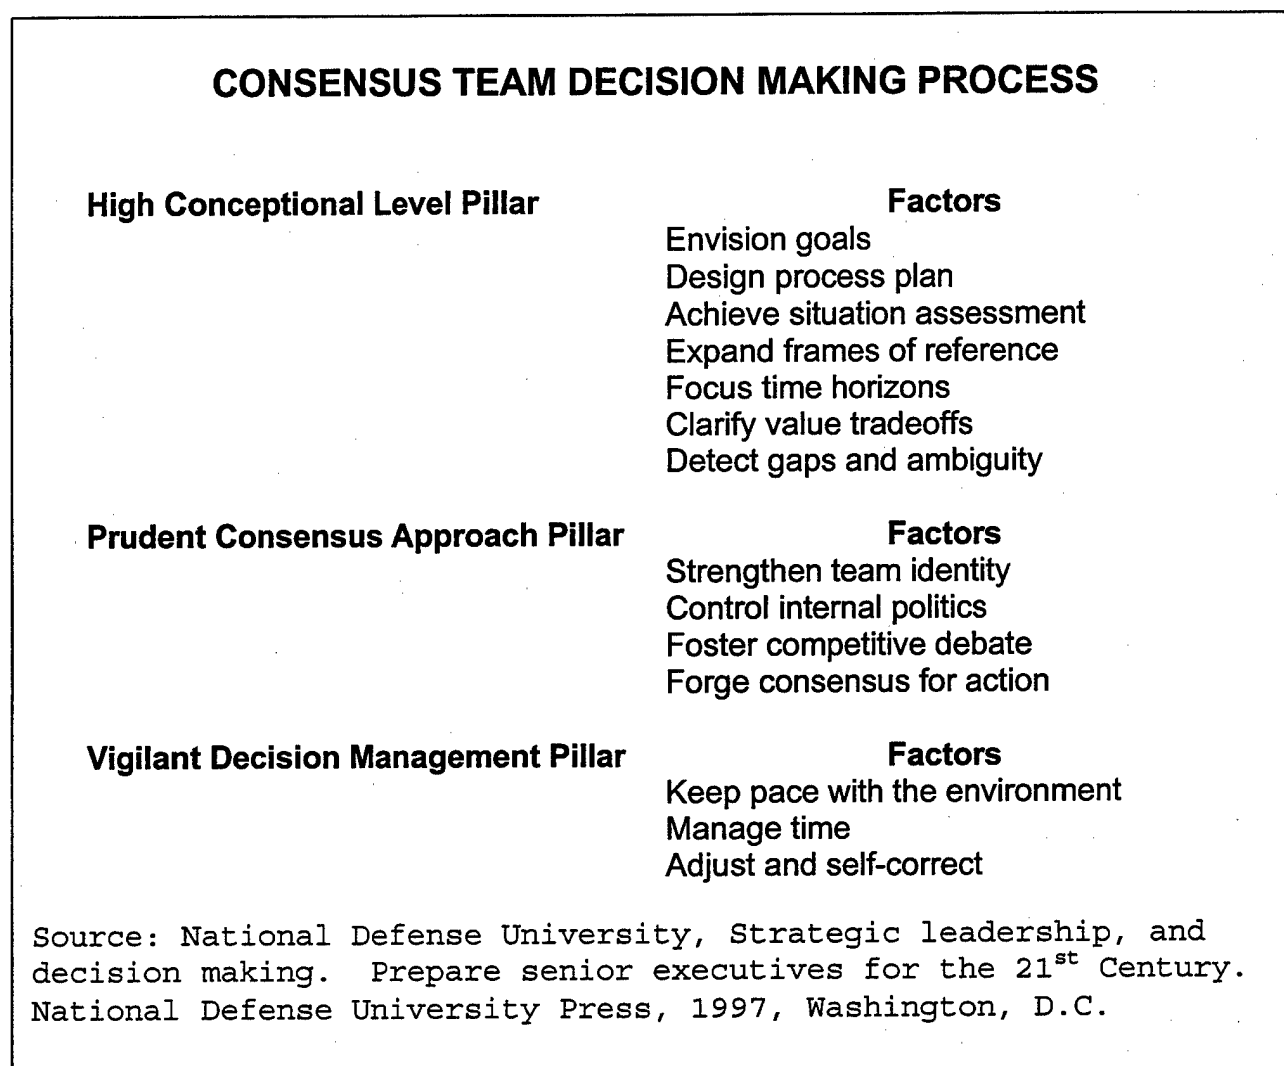 CONSENSUS TEAM DECISION MAKING PROCESS
High Conceptional Level Pillar Factors
Envision goals
Design process plan
Achieve situation assessment
Expand frames of reference
Focus time horizons
Clarify value tradeoffs
Detect gaps and ambiguity
Prudent Consensus Approach Pillar Factors
Strengthen team identity
Control internal politics
Foster competitive debate
Forge consensus for action
Vigilant Decision Management Pillar Factors
Keep pace with the environment
Manage time
Adjust and self-correct
Source: National Defense University, Strategic leadership, and
decision making. Prepare senior executives for the 21st Century.
National Defense University Press, 1997, Washington, D.C.